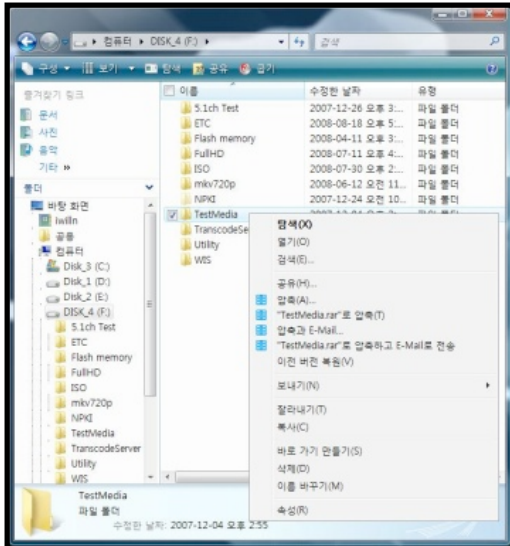 컴퓨터 ▸ DISK_4 (F:) ▸
검색
구성 보기 탐색 공유 굽기
즐겨찾기 링크
문서
사진
음악
기타 »
폴더
바탕 화면
iwilln
공용
컴퓨터
Disk_3 (C:)
Disk_1 (D:)
Disk_2 (E:)
DISK_4 (F:)
5.1ch Test
ETC
Flash memory
FullHD
ISO
mkv720p
NPKI
TestMedia
TranscodeServer
Utility
WIS
이름 수정한 날짜 유형
5.1ch Test 2007-12-26 오후 3:... 파일 폴더
ETC 2008-08-18 오후 5:... 파일 폴더
Flash memory 2008-04-11 오후 3:... 파일 폴더
FullHD 2008-07-11 오후 4:... 파일 폴더
ISO 2008-07-30 오후 2:... 파일 폴더
mkv720p 2008-06-12 오전 11... 파일 폴더
NPKI 2007-12-24 오전 10... 파일 폴더
TestMedia
TranscodeSe
Utility
WIS
탐색(X)
열기(O)
검색(E)...
공유(H)...
압축(A)...
"TestMedia.rar"로 압축(T)
압축과 E-Mail...
"TestMedia.rar"로 압축하고 E-Mail로 전송
이전 버전 복원(V)
보내기(N)
잘라내기(T)
복사(C)
바로 가기 만들기(S)
삭제(D)
이름 바꾸기(M)
속성(R)
TestMedia
파일 폴더
수정한 날짜: 2007-12-04 오후 2:55